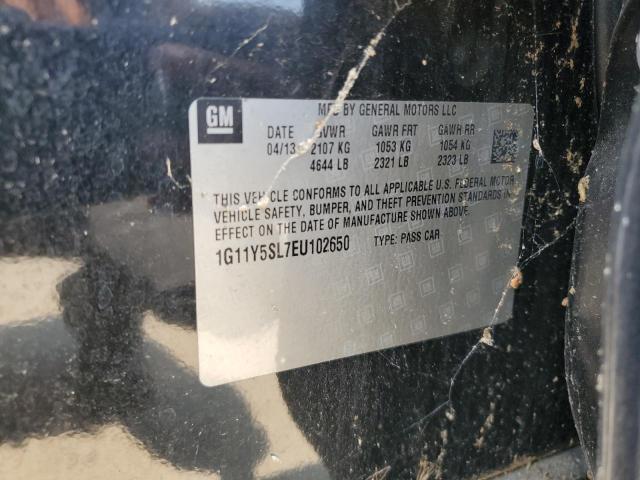 GM
MFD BY GENERAL MOTORS LLC
DATE GVWR GAWR FRT GAWR RR
04/13 2107 KG 1053 KG 1054 KG
4644 LB 2321 LB 2323 LB
THIS VEHICLE CONFORMS TO ALL APPLICABLE U.S. FEDERAL MOTOR
VEHICLE SAFETY, BUMPER, AND THEFT PREVENTION STANDARDS IN
EFFECT ON THE DATE OF MANUFACTURE SHOWN ABOVE.
1G11Y5SL7EU102650 TYPE: PASS CAR